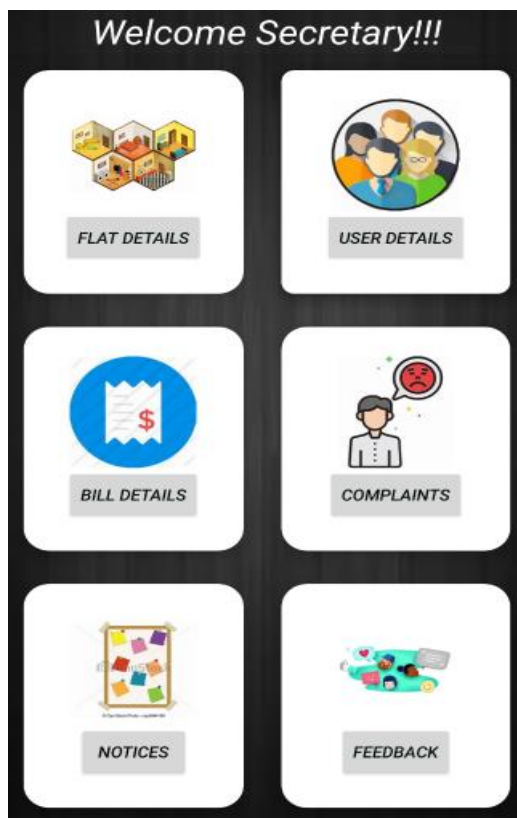 Welcome Secretary!!!
FLAT DETAILS
USER DETAILS
$
BILL DETAILS
COMPLAINTS
NOTICES
FEEDBACK